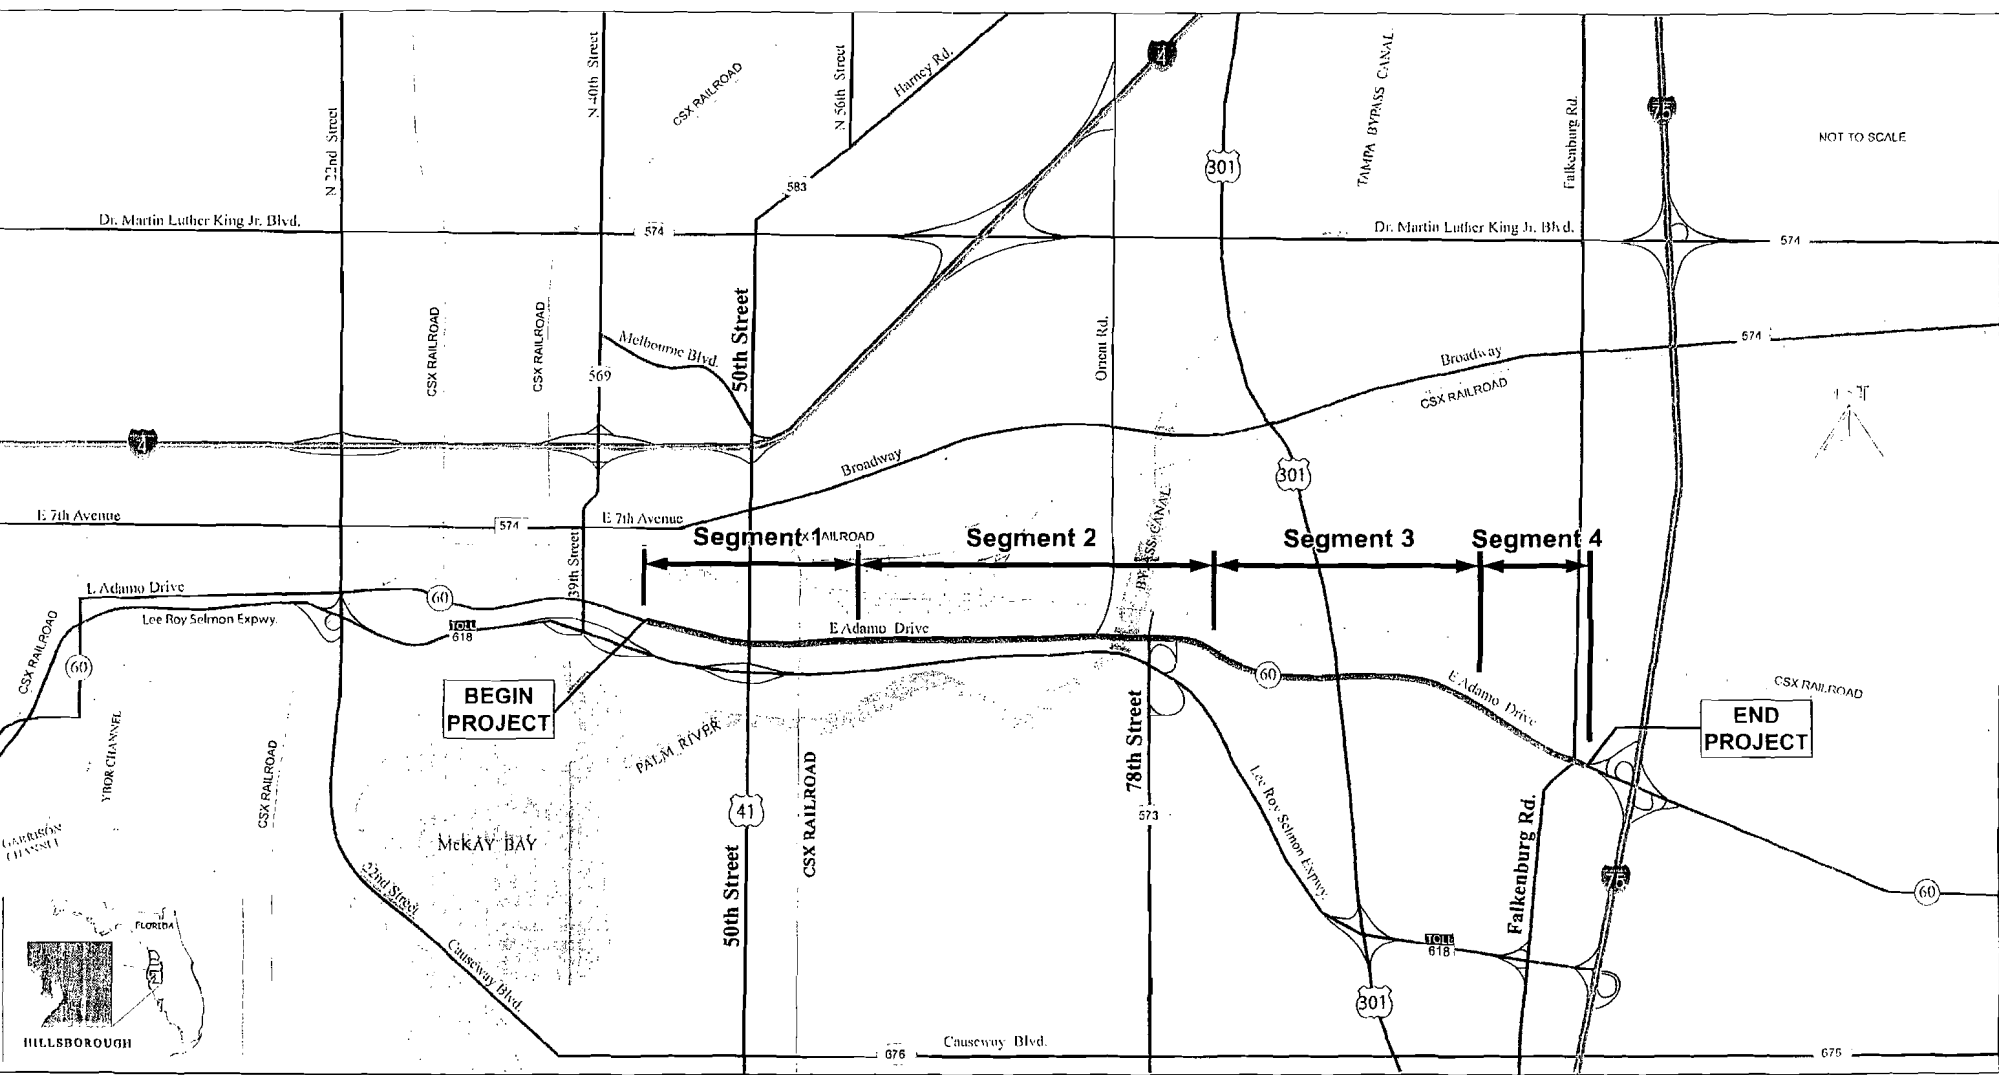 N 22nd Street
N 40th Street
CSX RAILROAD
N 56th Street
Harney Rd.
4
301
TAMPA BYPASS CANAL
Falkenburg Rd.
75
NOT TO SCALE
583
Dr. Martin Luther King Jr. Blvd.
574
Dr. Martin Luther King Jr. Blvd.
574
CSX RAILROAD
CSX RAILROAD
569
Melbourne Blvd.
50th Street
Orient Rd.
Broadway
574
CSX RAILROAD
4
Broadway
301
E 7th Avenue
574
E 7th Avenue
39th Street
Segment 1
RAILROAD
Segment 2
BYPASS CANAL
Segment 3
Segment 4
E Adamo Drive
60
Lee Roy Selmon Expwy.
TOLL
618
E Adamo Drive
CSX RAILROAD
60
BEGIN
PROJECT
60
E Adamo Drive
CSX RAILROAD
END
PROJECT
YBOR CHANNEL
CSX RAILROAD
PALM RIVER
41
CSX RAILROAD
78th Street
573
Lee Roy Selmon Expwy.
Falkenburg Rd.
75
60
GARRISON
CHANNEL
McKAY BAY
22nd Street
50th Street
Causeway Blvd.
FLORIDA
TOLL
618
301
HILLSBOROUGH
676
Causeway Blvd.
676